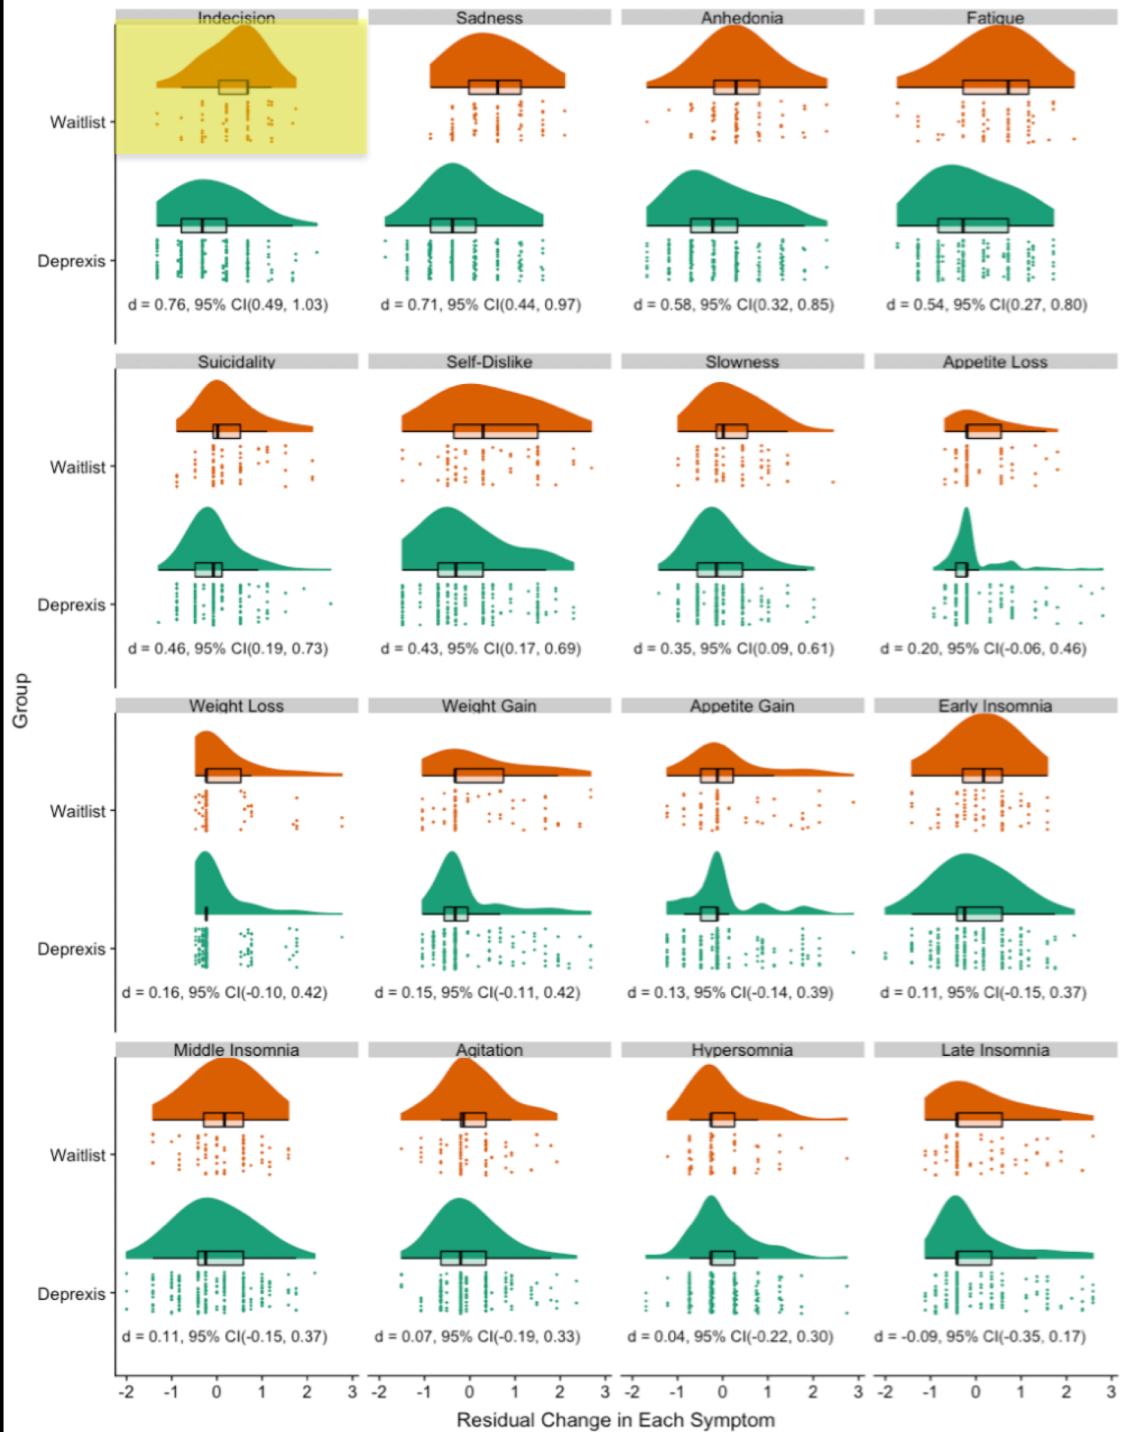 Indecision Sadness Anhedonia Fatigue
Waitlist
Deprexis
d = 0.76, 95% CI(0.49, 1.03) d = 0.71, 95% CI(0.44, 0.97) d = 0.58, 95% CI(0.32, 0.85) d = 0.54, 95% CI(0.27, 0.80)
Suicidality Self-Dislike Slowness Appetite Loss
Waitlist
Deprexis
d = 0.46, 95% CI(0.19, 0.73) d = 0.43, 95% CI(0.17, 0.69) d = 0.35, 95% CI(0.09, 0.61) d = 0.20, 95% CI(-0.06, 0.46)
Group
Weight Loss Weight Gain Appetite Gain Early Insomnia
Waitlist
Deprexis
d = 0.16, 95% CI(-0.10, 0.42) d = 0.15, 95% CI(-0.11, 0.42) d = 0.13, 95% CI(-0.14, 0.39) d = 0.11, 95% CI(-0.15, 0.37)
Middle Insomnia Agitation Hypersomnia Late Insomnia
Waitlist
Deprexis
d = 0.11, 95% CI(-0.15, 0.37) d = 0.07, 95% CI(-0.19, 0.33) d = 0.04, 95% CI(-0.22, 0.30) d = -0.09, 95% CI(-0.35, 0.17)
-2 -1 0 1 2 3 -2 -1 0 1 2 3 -2 -1 0 1 2 3 -2 -1 0 1 2 3
Residual Change in Each Symptom